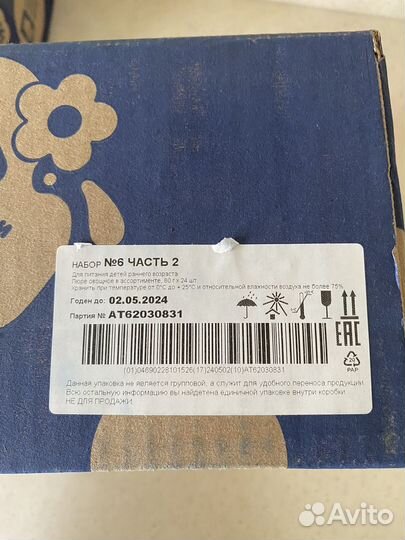 НАБОР №6 ЧАСТЬ 2
Для питания детей раннего возраста
Пюре овощное в ассортименте, 80 г х 24 шт
Хранить при температуре от 0°С до + 25°С и относительной влажности воздуха не более 75%
Годен до: 02.05.2024
Партия № АТ62030831
EAC
(01)04690228101526(17)240502(10)AT62030831
20
PAP
Данная упаковка не является групповой, а служит для удобного переноса продукции.
Всю остальную информацию вы найдете на единичной упаковке внутри коробки.
НЕ ДЛЯ ПРОДАЖИ.
Avito